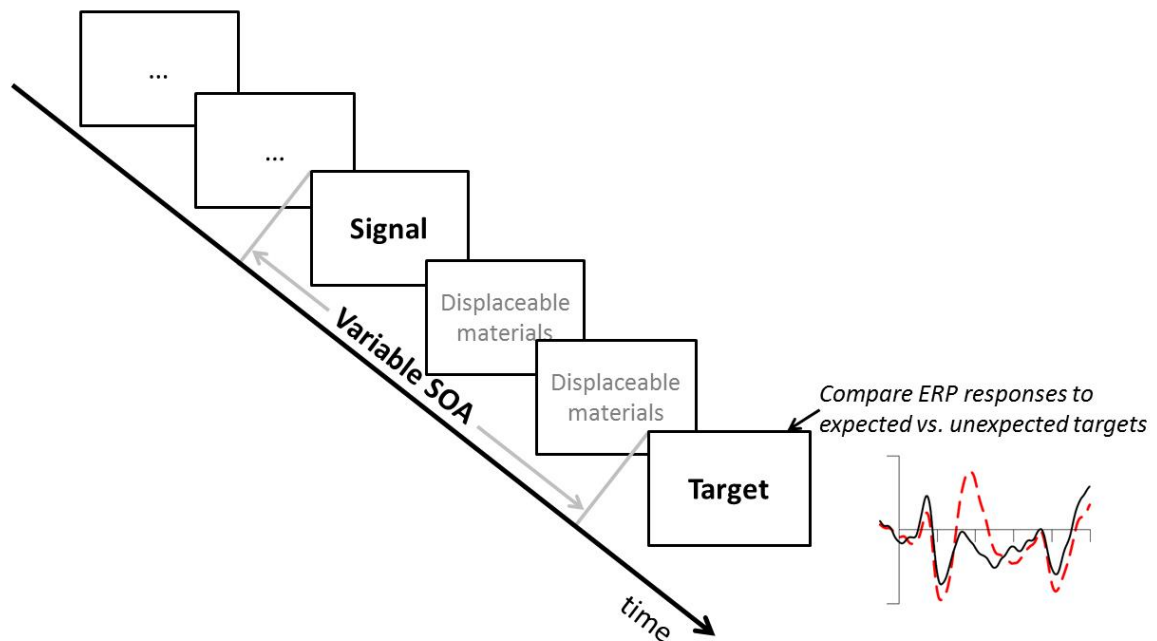 ...
...
Signal
Displaceable
materials
Variable SOA
Displaceable
materials
Compare ERP responses to
expected vs. unexpected targets
Target
time